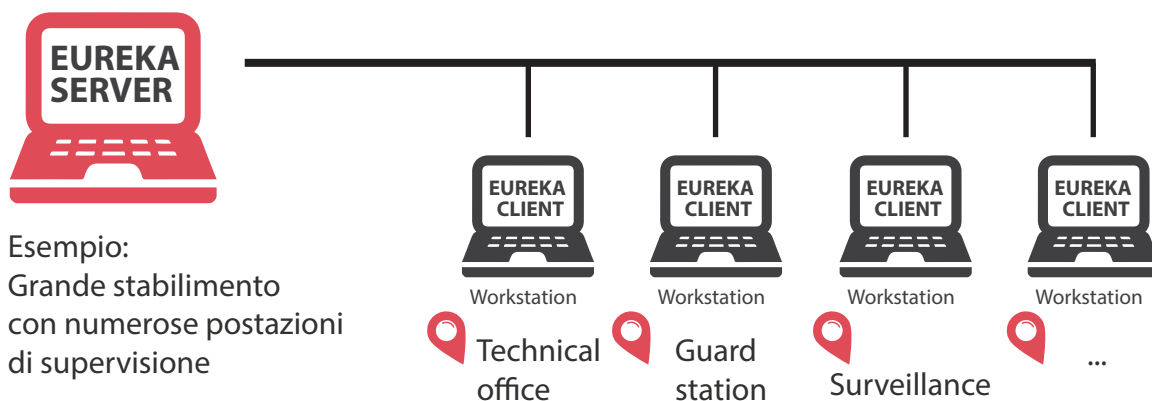 EUREKA
SERVER
EUREKA
CLIENT
EUREKA
CLIENT
EUREKA
CLIENT
EUREKA
CLIENT
Workstation
Workstation
Workstation
Workstation
Esempio:
Grande stabilimento
con numerose postazioni
di supervisione
Technical
office
Guard
station
Surveillance
...